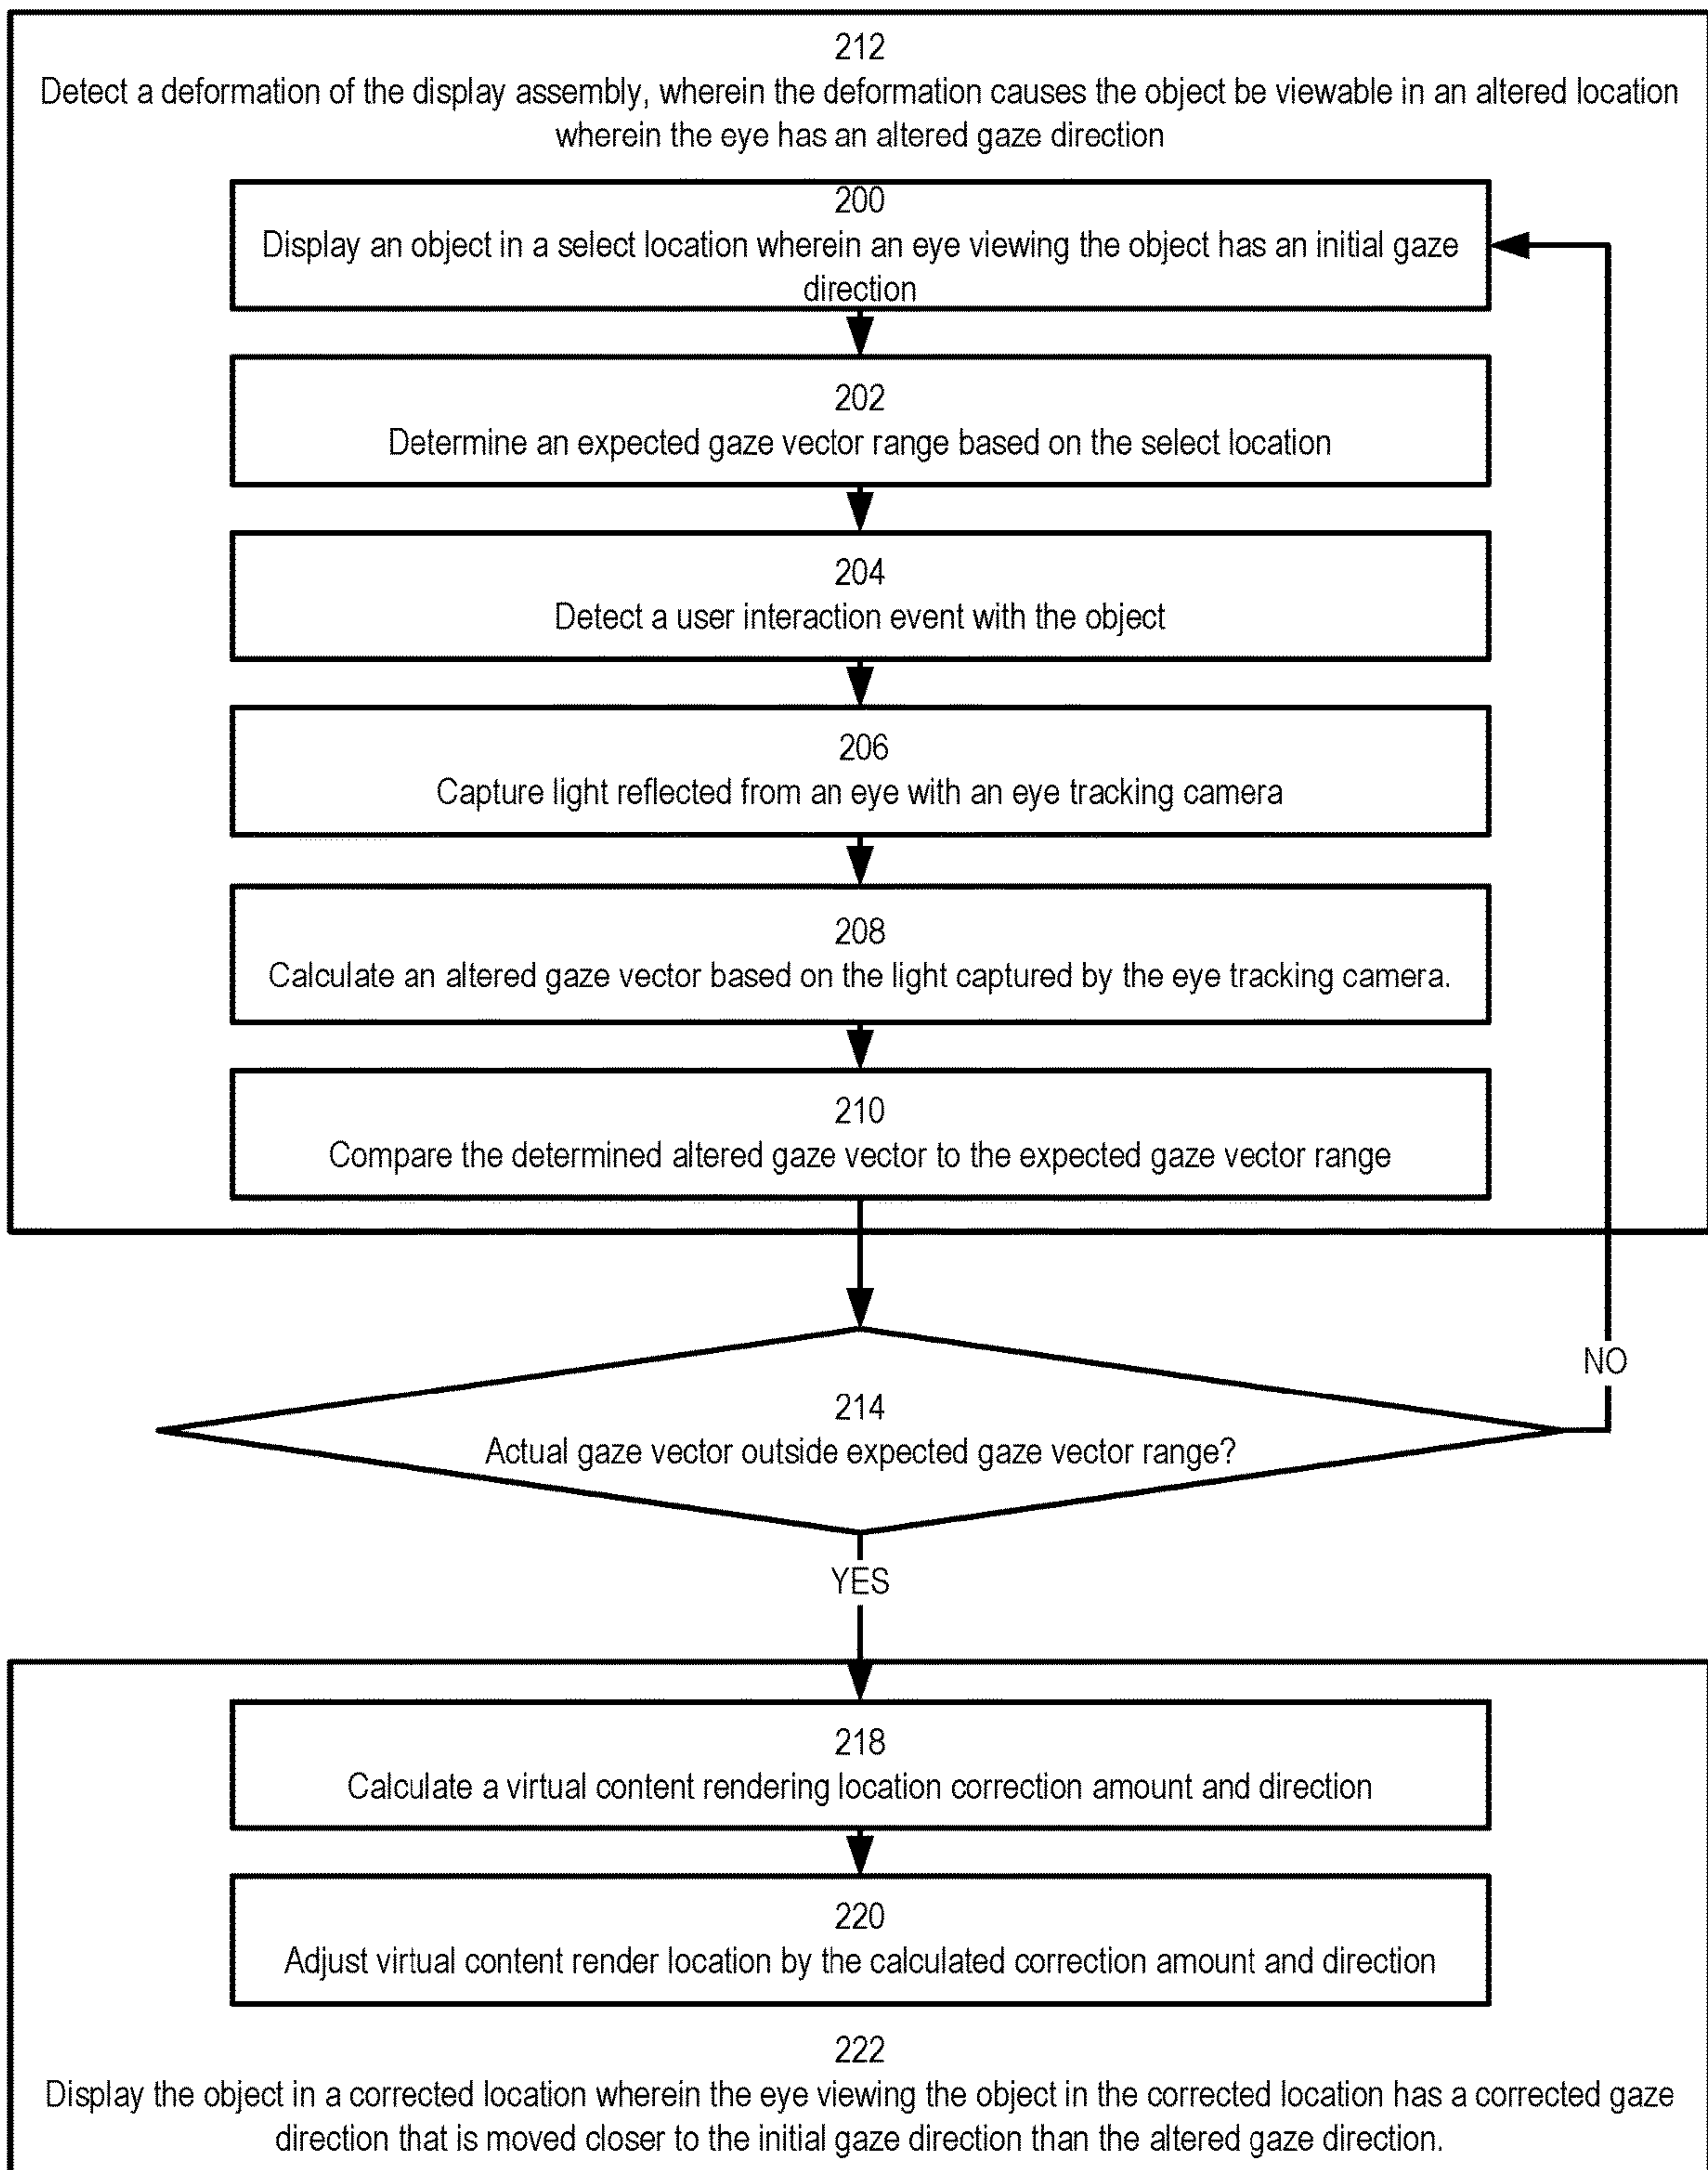 212
Detect a deformation of the display assembly, wherein the deformation causes the object be viewable in an altered location
wherein the eye has an altered gaze direction
200
Display an object in a select location wherein an eye viewing the object has an initial gaze
direction
202
Determine an expected gaze vector range based on the select location
204
Detect a user interaction event with the object
206
Capture light reflected from an eye with an eye tracking camera
208
Calculate an altered gaze vector based on the light captured by the eye tracking camera.
210
Compare the determined altered gaze vector to the expected gaze vector range
NO
214
Actual gaze vector outside expected gaze vector range?
YES
218
Calculate a virtual content rendering location correction amount and direction
220
Adjust virtual content render location by the calculated correction amount and direction
222
Display the object in a corrected location wherein the eye viewing the object in the corrected location has a corrected gaze
direction that is moved closer to the initial gaze direction than the altered gaze direction.